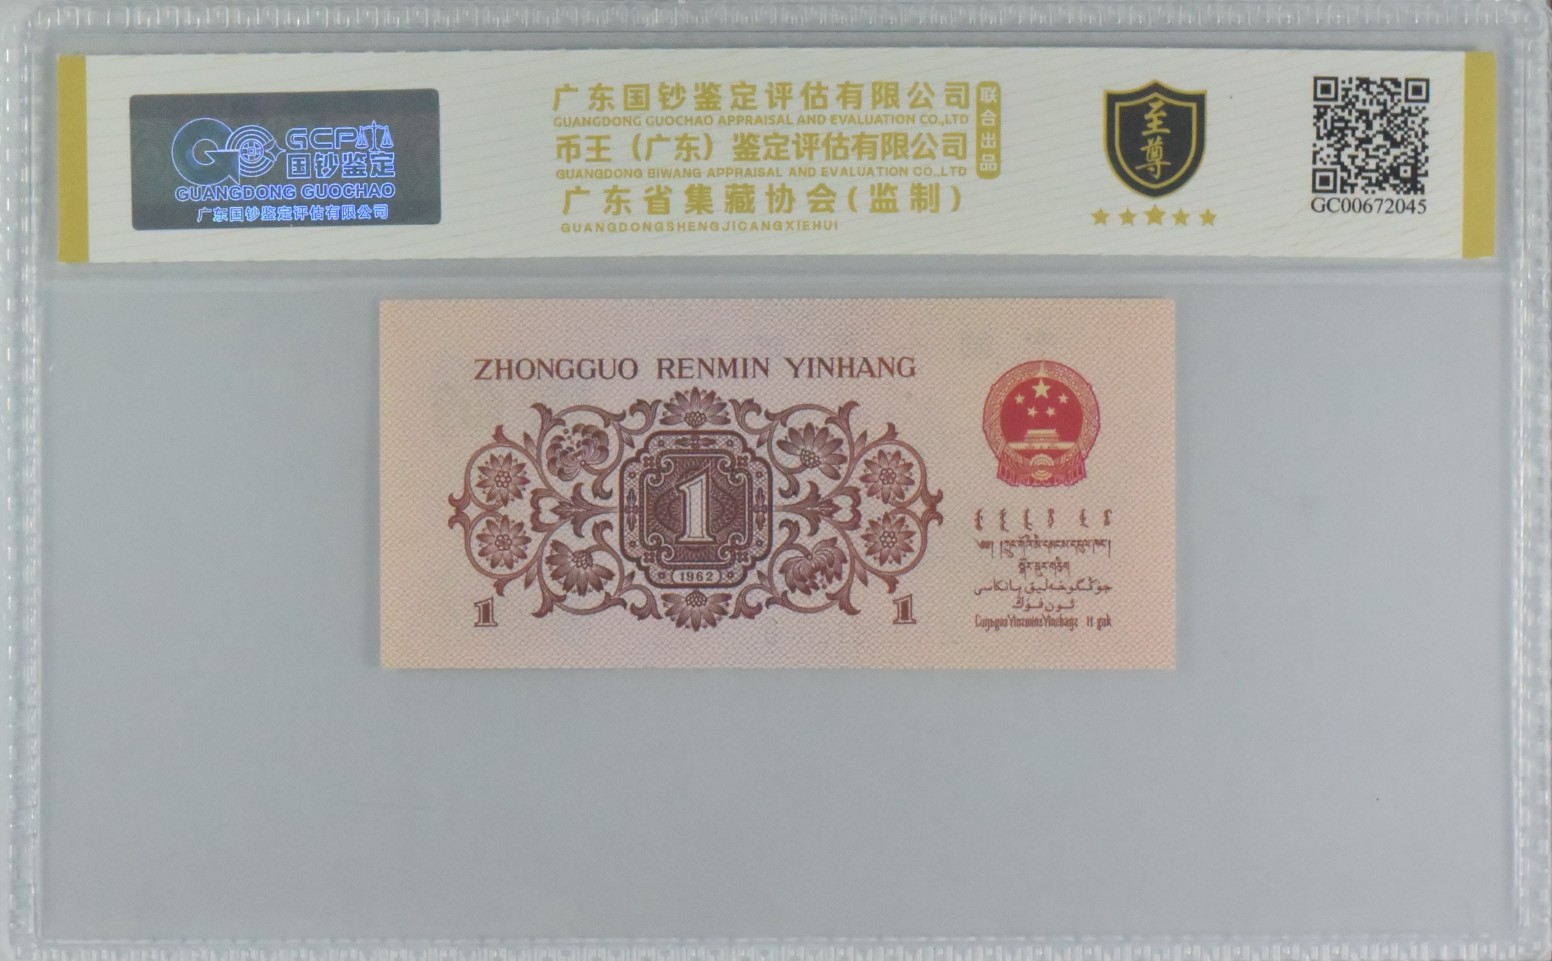 GCP
国钞鉴定
GUANGDONG GUOCHAO
广东国钞鉴定评估有限公司
广东国钞鉴定评估有限公司
GUANGDONG GUOCHAO APPRAISAL AND EVALUATION CO.,LTD
币王（广东）鉴定评估有限公司
GUANGDONG BIWANG APPRAISAL AND EVALUATION CO.,LTD
联合出品
广东省集藏协会(监制)
GUANGDONGSHENGJICANGXIEHUI
至尊
GC00672045
ZHONGGUO RENMIN YINHANG
1
1962
1 1
جۇڭگو خەلىق بانكاسى